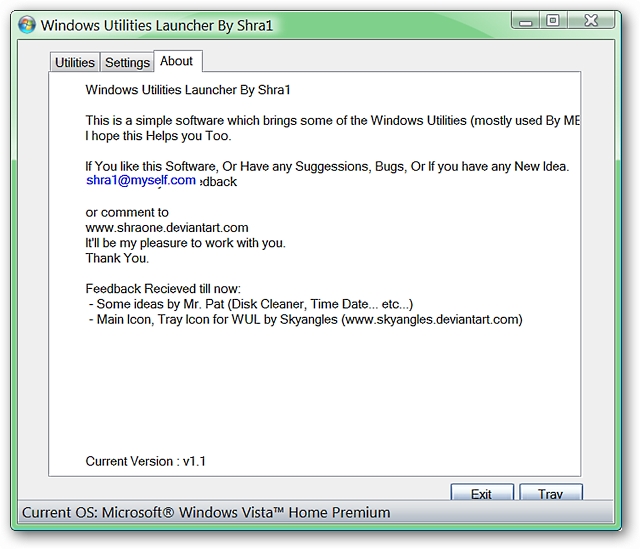 Windows Utilities Launcher By Shra1
Utilities Settings About
Windows Utilities Launcher By Shra1
This is a simple software which brings some of the Windows Utilities (mostly used By ME
I hope this Helps you Too.
If You like this Software, Or Have any Suggessions, Bugs, Or If you have any New Idea.
shra1@myself.com edback
or comment to
www.shraone.deviantart.com
It'll be my pleasure to work with you.
Thank You.
Feedback Recieved till now:
- Some ideas by Mr. Pat (Disk Cleaner, Time Date... etc...)
- Main Icon, Tray Icon for WUL by Skyangles (www.skyangles.deviantart.com)
Current Version : v1.1
Exit Tray
Current OS: Microsoft® Windows Vista™ Home Premium